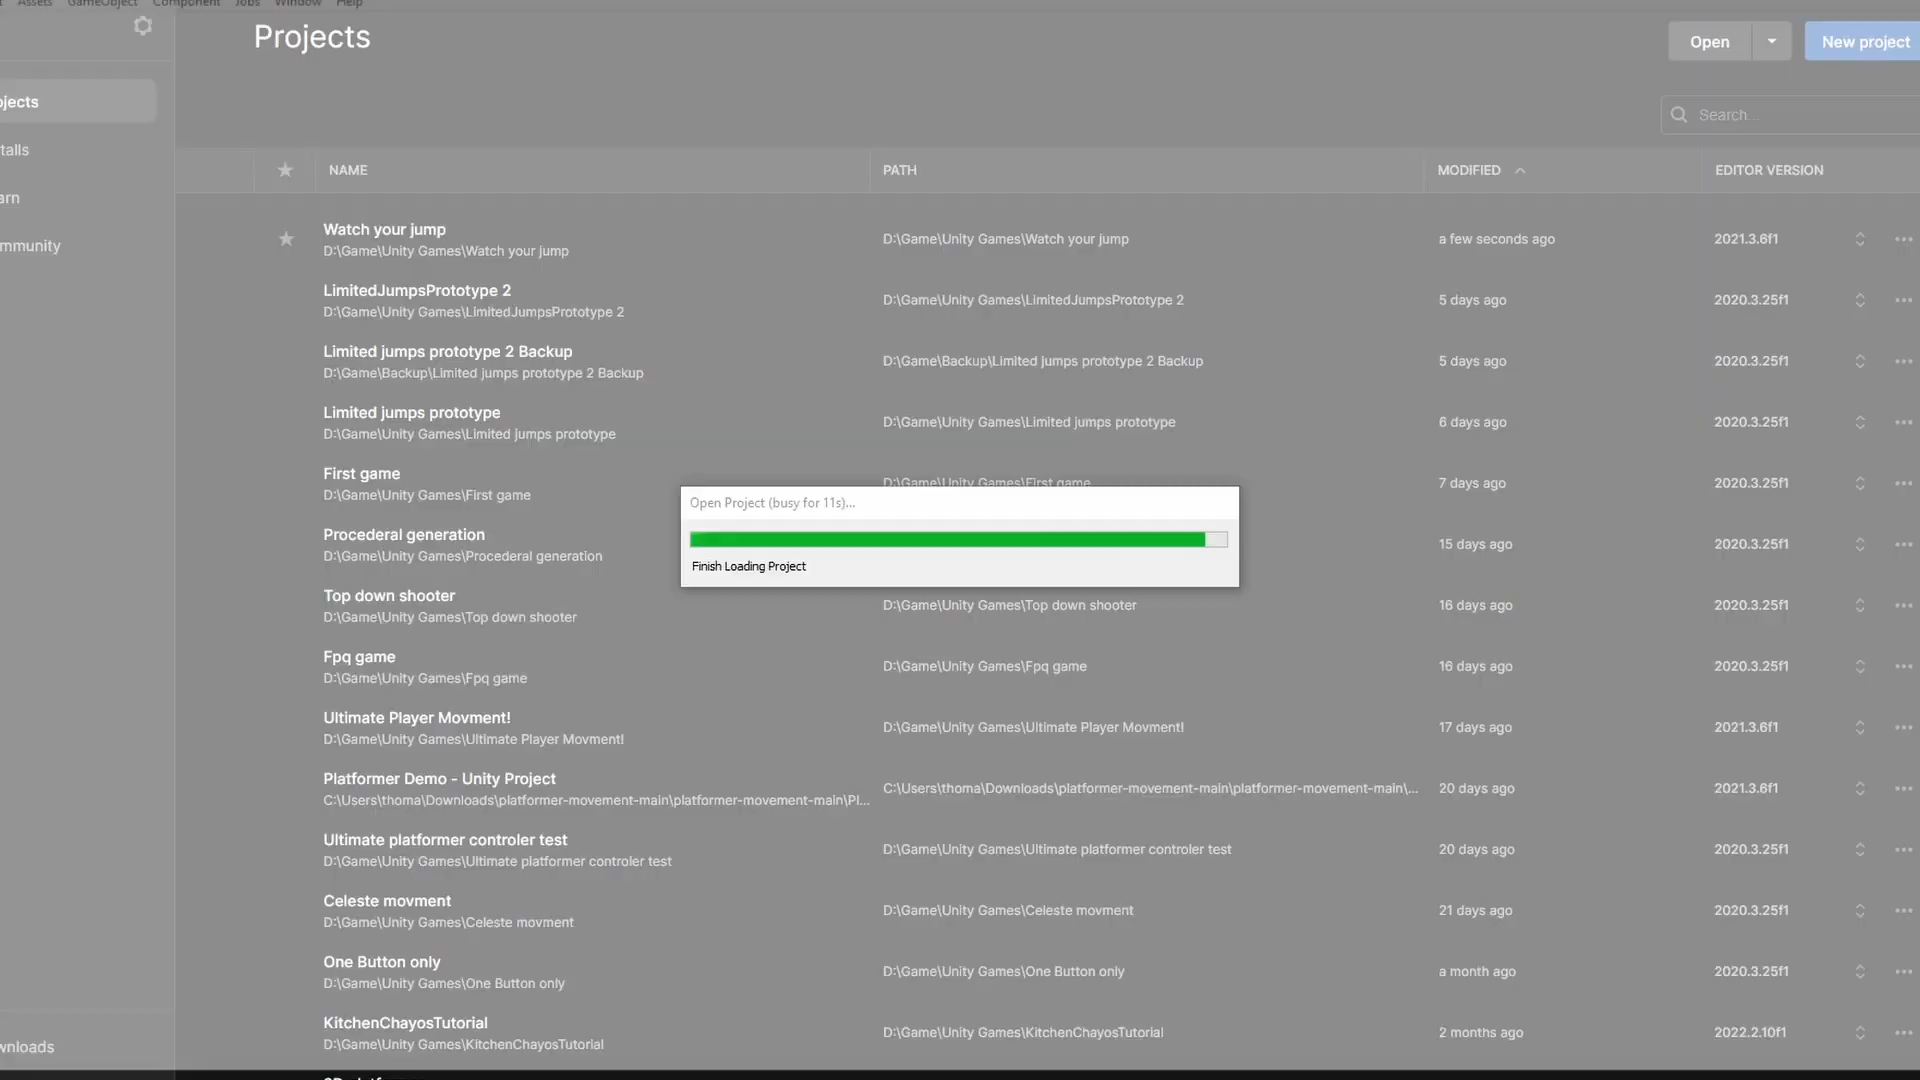 Assets GameObject Component Jobs Window Help
Projects
Open
New project
jects
Search...
talls
NAME PATH MODIFIED EDITOR VERSION
arn
Watch your jump
D:\Game\Unity Games\Watch your jump
D:\Game\Unity Games\Watch your jump
a few seconds ago
2021.3.6f1
mmunity
LimitedJumpsPrototype 2
D:\Game\Unity Games\LimitedJumpsPrototype 2
D:\Game\Unity Games\LimitedJumpsPrototype 2
5 days ago
2020.3.25f1
Limited jumps prototype 2 Backup
D:\Game\Backup\Limited jumps prototype 2 Backup
D:\Game\Backup\Limited jumps prototype 2 Backup
5 days ago
2020.3.25f1
Limited jumps prototype
D:\Game\Unity Games\Limited jumps prototype
D:\Game\Unity Games\Limited jumps prototype
6 days ago
2020.3.25f1
First game
D:\Game\Unity Games\First game
D:\Game\Unity Games\First game
7 days ago
2020.3.25f1
Open Project (busy for 11s)...
Finish Loading Project
Procederal generation
D:\Game\Unity Games\Procederal generation
15 days ago
2020.3.25f1
Top down shooter
D:\Game\Unity Games\Top down shooter
D:\Game\Unity Games\Top down shooter
16 days ago
2020.3.25f1
Fpq game
D:\Game\Unity Games\Fpq game
D:\Game\Unity Games\Fpq game
16 days ago
2020.3.25f1
Ultimate Player Movment!
D:\Game\Unity Games\Ultimate Player Movment!
D:\Game\Unity Games\Ultimate Player Movment!
17 days ago
2021.3.6f1
Platformer Demo - Unity Project
C:\Users\thoma\Downloads\platformer-movement-main\platformer-movement-main\Pl...
C:\Users\thoma\Downloads\platformer-movement-main\platformer-movement-main\...
20 days ago
2021.3.6f1
Ultimate platformer controler test
D:\Game\Unity Games\Ultimate platformer controler test
D:\Game\Unity Games\Ultimate platformer controler test
20 days ago
2020.3.25f1
Celeste movment
D:\Game\Unity Games\Celeste movment
D:\Game\Unity Games\Celeste movment
21 days ago
2020.3.25f1
One Button only
D:\Game\Unity Games\One Button only
D:\Game\Unity Games\One Button only
a month ago
2020.3.25f1
KitchenChayosTutorial
D:\Game\Unity Games\KitchenChayosTutorial
D:\Game\Unity Games\KitchenChayosTutorial
2 months ago
2022.2.10f1
wnloads